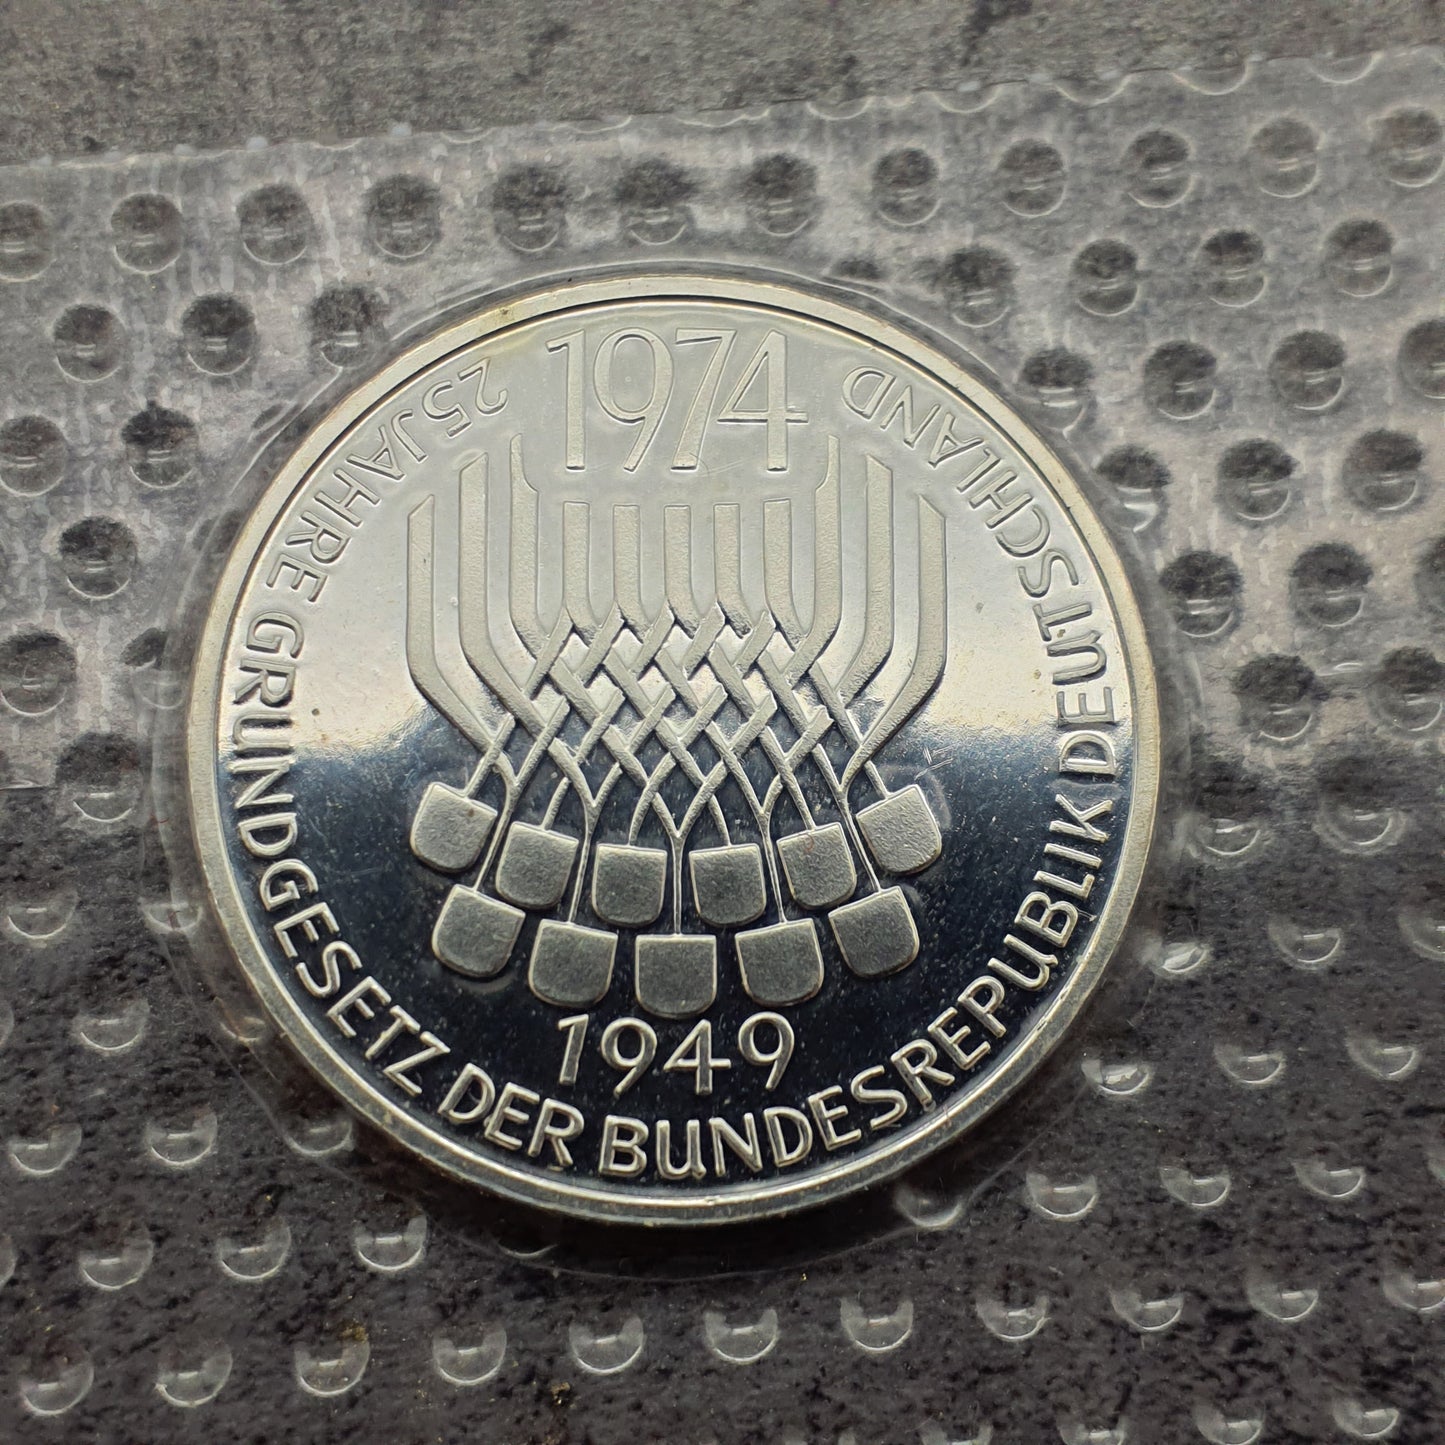 1974
25 JAHRE GRUNDGESETZ DER BUNDESREPUBLIK DEUTSCHLAND
1949